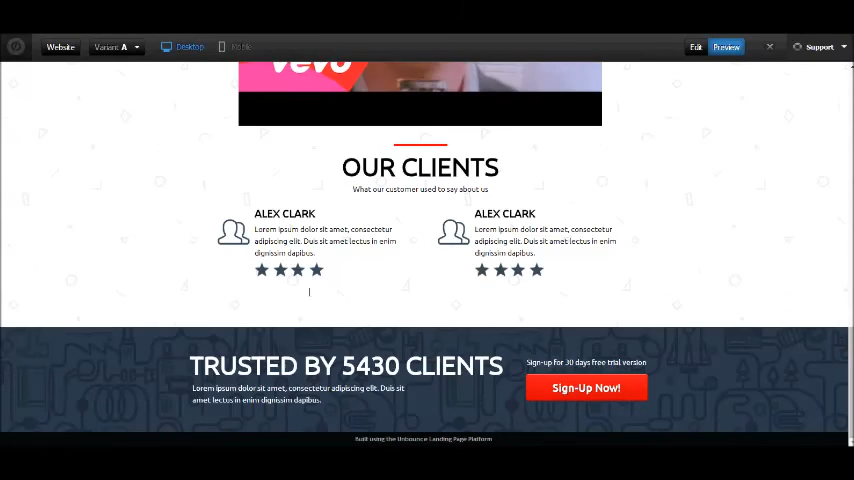 Website
Variant A
Desktop
Mobile
Edit
Preview
Support
vevo
OUR CLIENTS
What our customer used to say about us
ALEX CLARK
Lorem ipsum dolor sit amet, consectetur
adipiscing elit. Duis sit amet lectus in enim
dignissim dapibus.
ALEX CLARK
Lorem ipsum dolor sit amet, consectetur
adipiscing elit. Duis sit amet lectus in enim
dignissim dapibus.
TRUSTED BY 5430 CLIENTS
Lorem ipsum dolor sit amet, consectetur adipiscing elit. Duis sit
amet lectus in enim dignissim dapibus.
Sign-up for 30 days free trial version
Sign-Up Now!
Built using the Unbounce Landing Page Platform